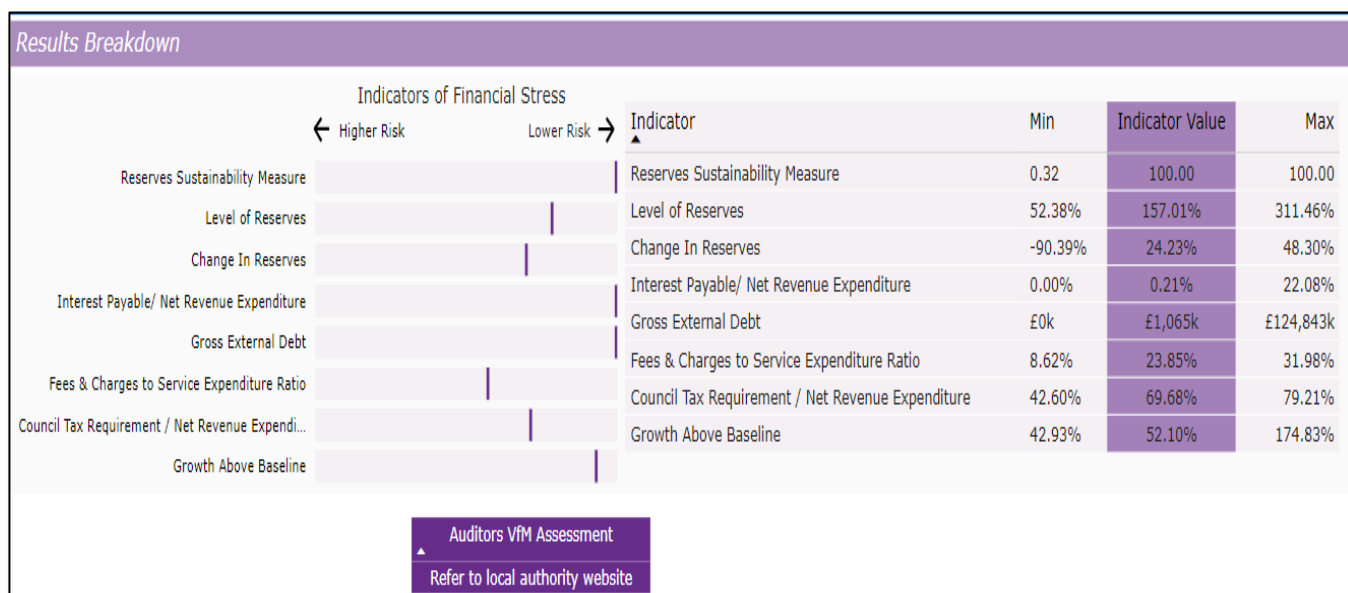 Results Breakdown
Indicators of Financial Stress
← Higher Risk Lower Risk →
Reserves Sustainability Measure
Level of Reserves
Change In Reserves
Interest Payable/ Net Revenue Expenditure
Gross External Debt
Fees & Charges to Service Expenditure Ratio
Council Tax Requirement / Net Revenue Expendi...
Growth Above Baseline
Indicator Min Indicator Value Max
Reserves Sustainability Measure 0.32 100.00 100.00
Level of Reserves 52.38% 157.01% 311.46%
Change In Reserves -90.39% 24.23% 48.30%
Interest Payable/ Net Revenue Expenditure 0.00% 0.21% 22.08%
Gross External Debt £0k £1,065k £124,843k
Fees & Charges to Service Expenditure Ratio 8.62% 23.85% 31.98%
Council Tax Requirement / Net Revenue Expenditure 42.60% 69.68% 79.21%
Growth Above Baseline 42.93% 52.10% 174.83%
Auditors VfM Assessment
Refer to local authority website